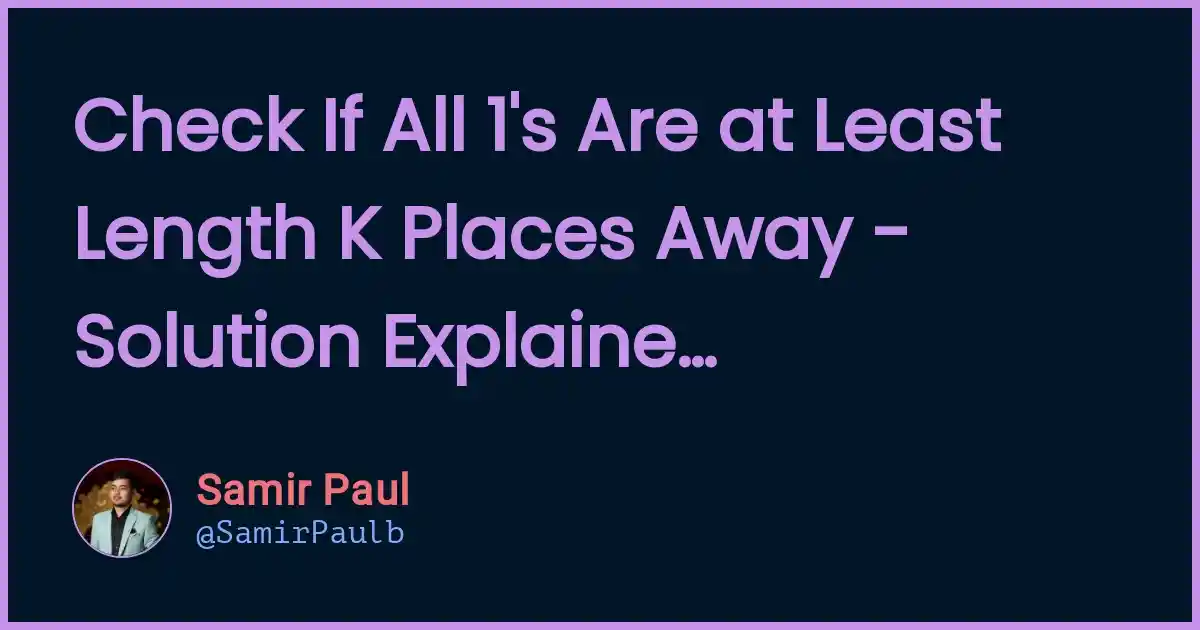 Check If All 1's Are at Least
Length K Places Away -
Solution Explaine...
Samir Paul
@SamirPaulb